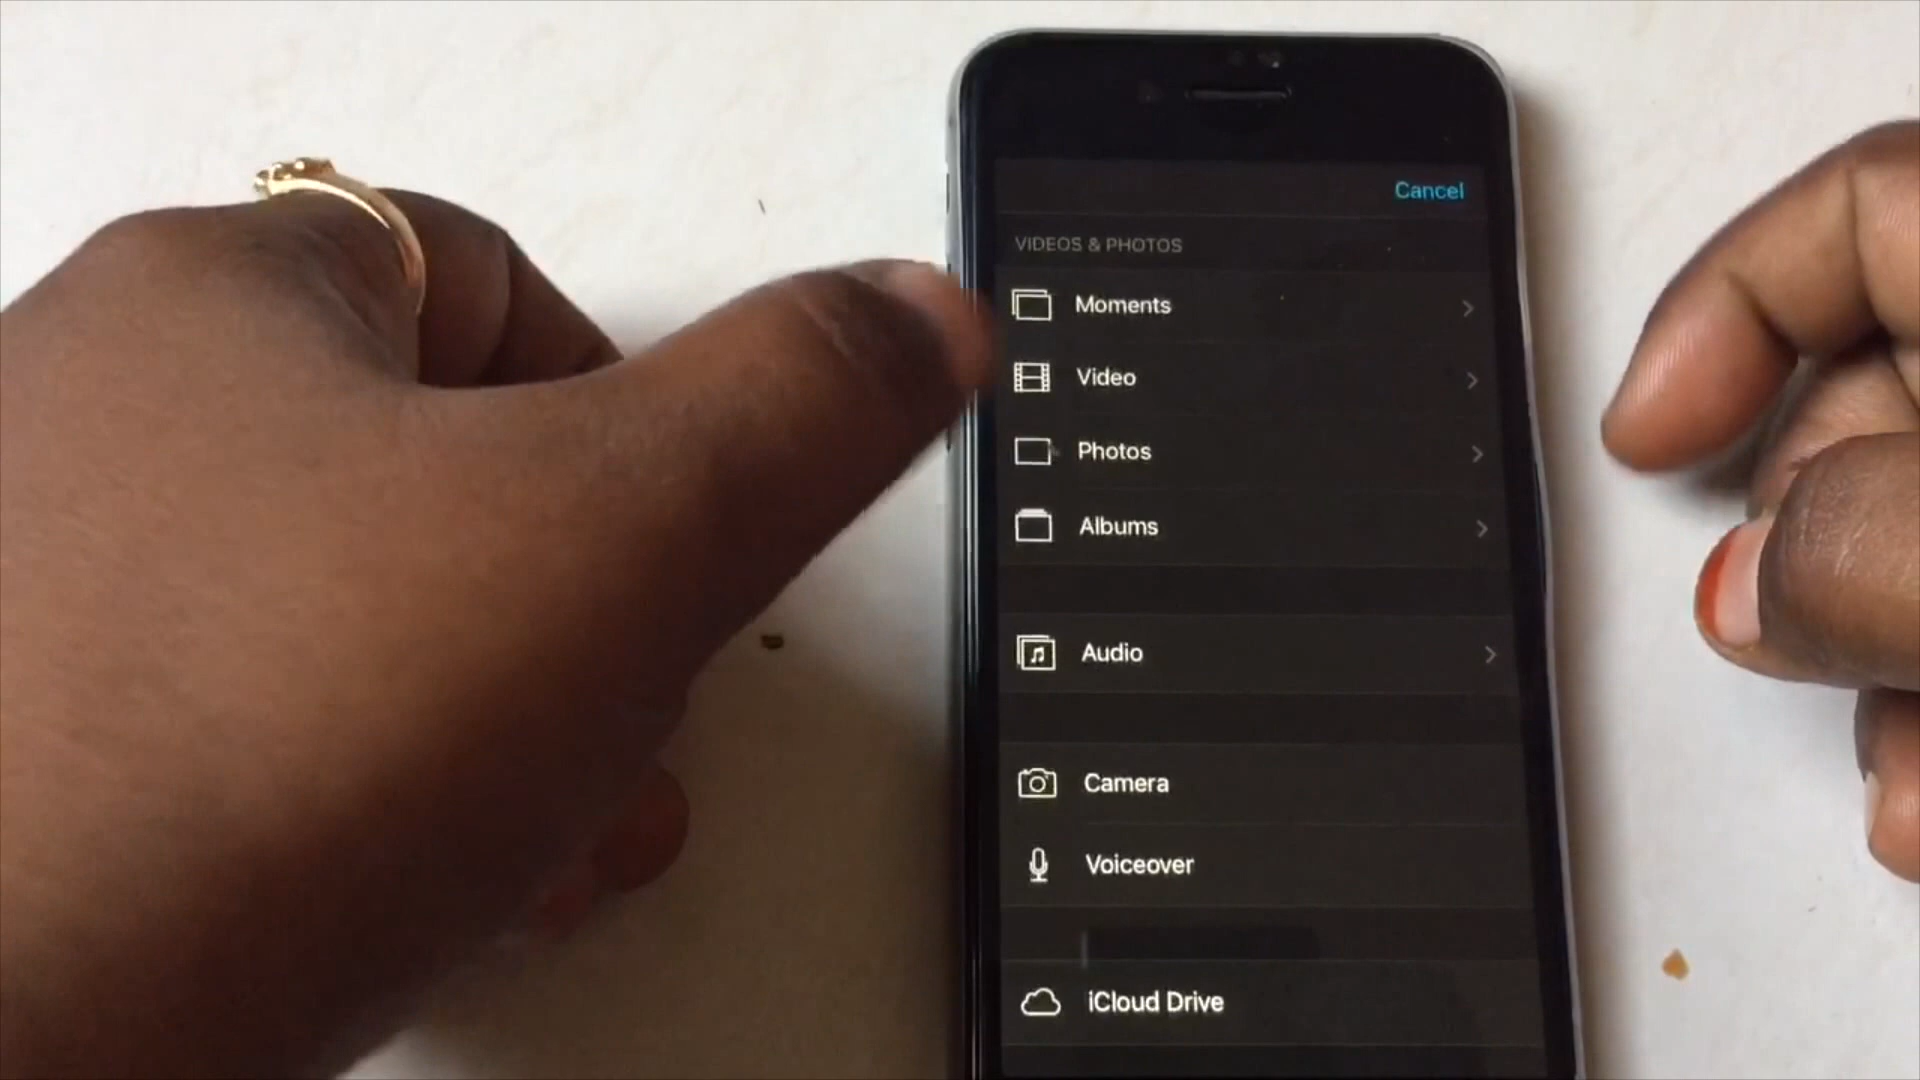 Cancel
VIDEOS & PHOTOS
Moments
Video
Photos
Albums
Audio
Camera
Voiceover
iCloud Drive